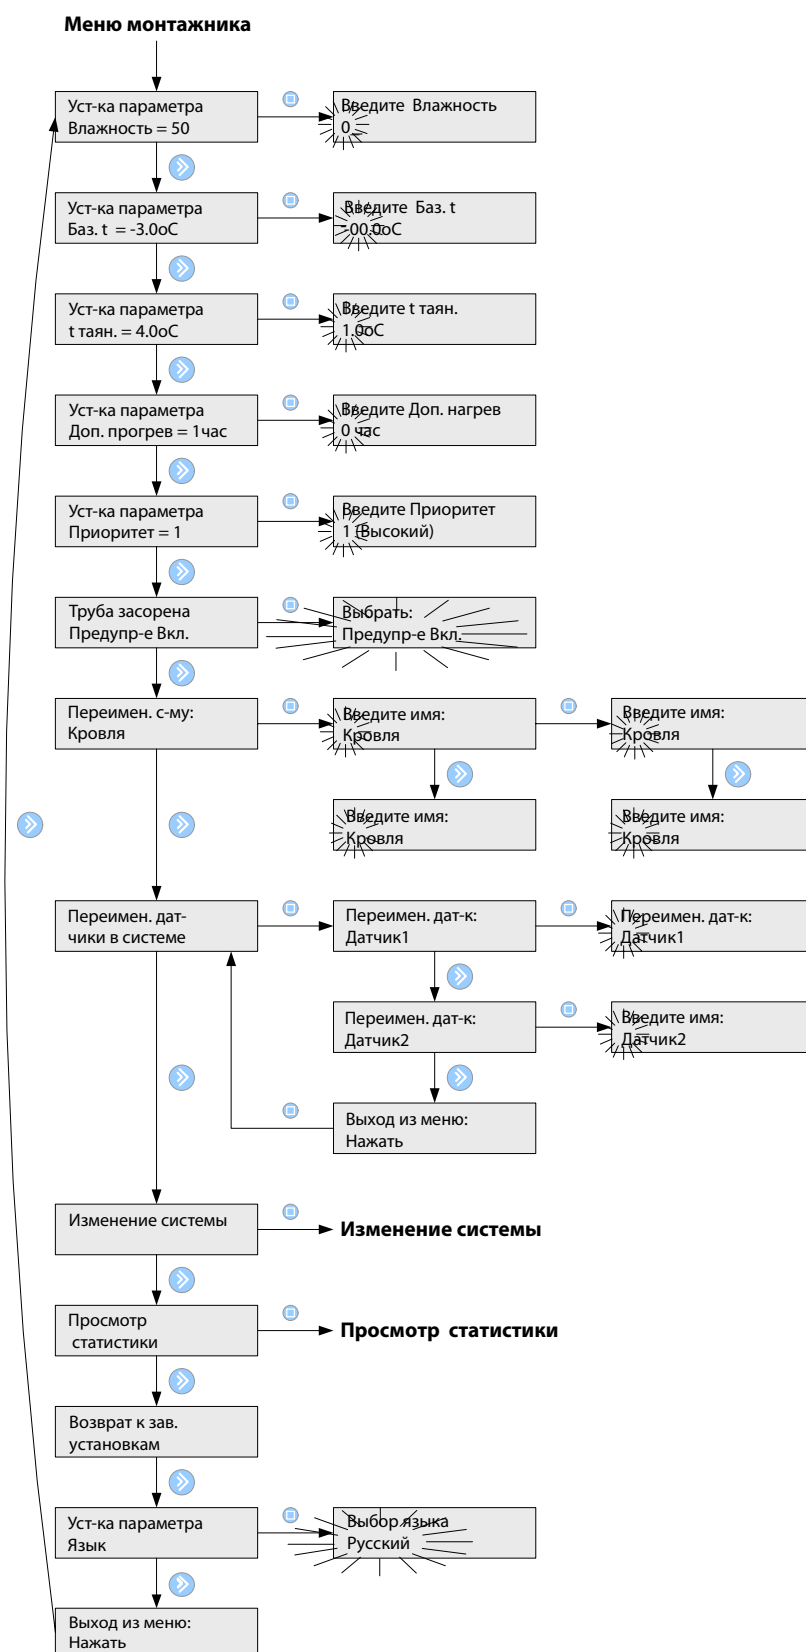 Меню монтажника
Уст-ка параметра
Влажность = 50
Введите Влажность
0_
Уст-ка параметра
Баз. t = -3.0oC
Введите Баз. t
-00.0oC
Уст-ка параметра
t таян. = 4.0oC
Введите t таян.
1.0oC
Уст-ка параметра
Доп. прогрев = 1час
Введите Доп. нагрев
0 час
Уст-ка параметра
Приоритет = 1
Введите Приоритет
1 (Высокий)
Труба засорена
Предупр-е Вкл.
Выбрать:
Предупр-е Вкл.
Переимен. с-му:
Кровля
Введите имя:
Кровля
Введите имя:
Кровля
Введите имя:
Кровля
Введите имя:
Кровля
Переимен. дат-
чики в системе
Переимен. дат-к:
Датчик1
Переимен. дат-к:
Датчик1
Переимен. дат-к:
Датчик2
Введите имя:
Датчик2
Выход из меню:
Нажать
Изменение системы
Изменение системы
Просмотр
статистики
Просмотр статистики
Возврат к зав.
установкам
Уст-ка параметра
Язык
Выбор языка
Русский
Выход из меню:
Нажать